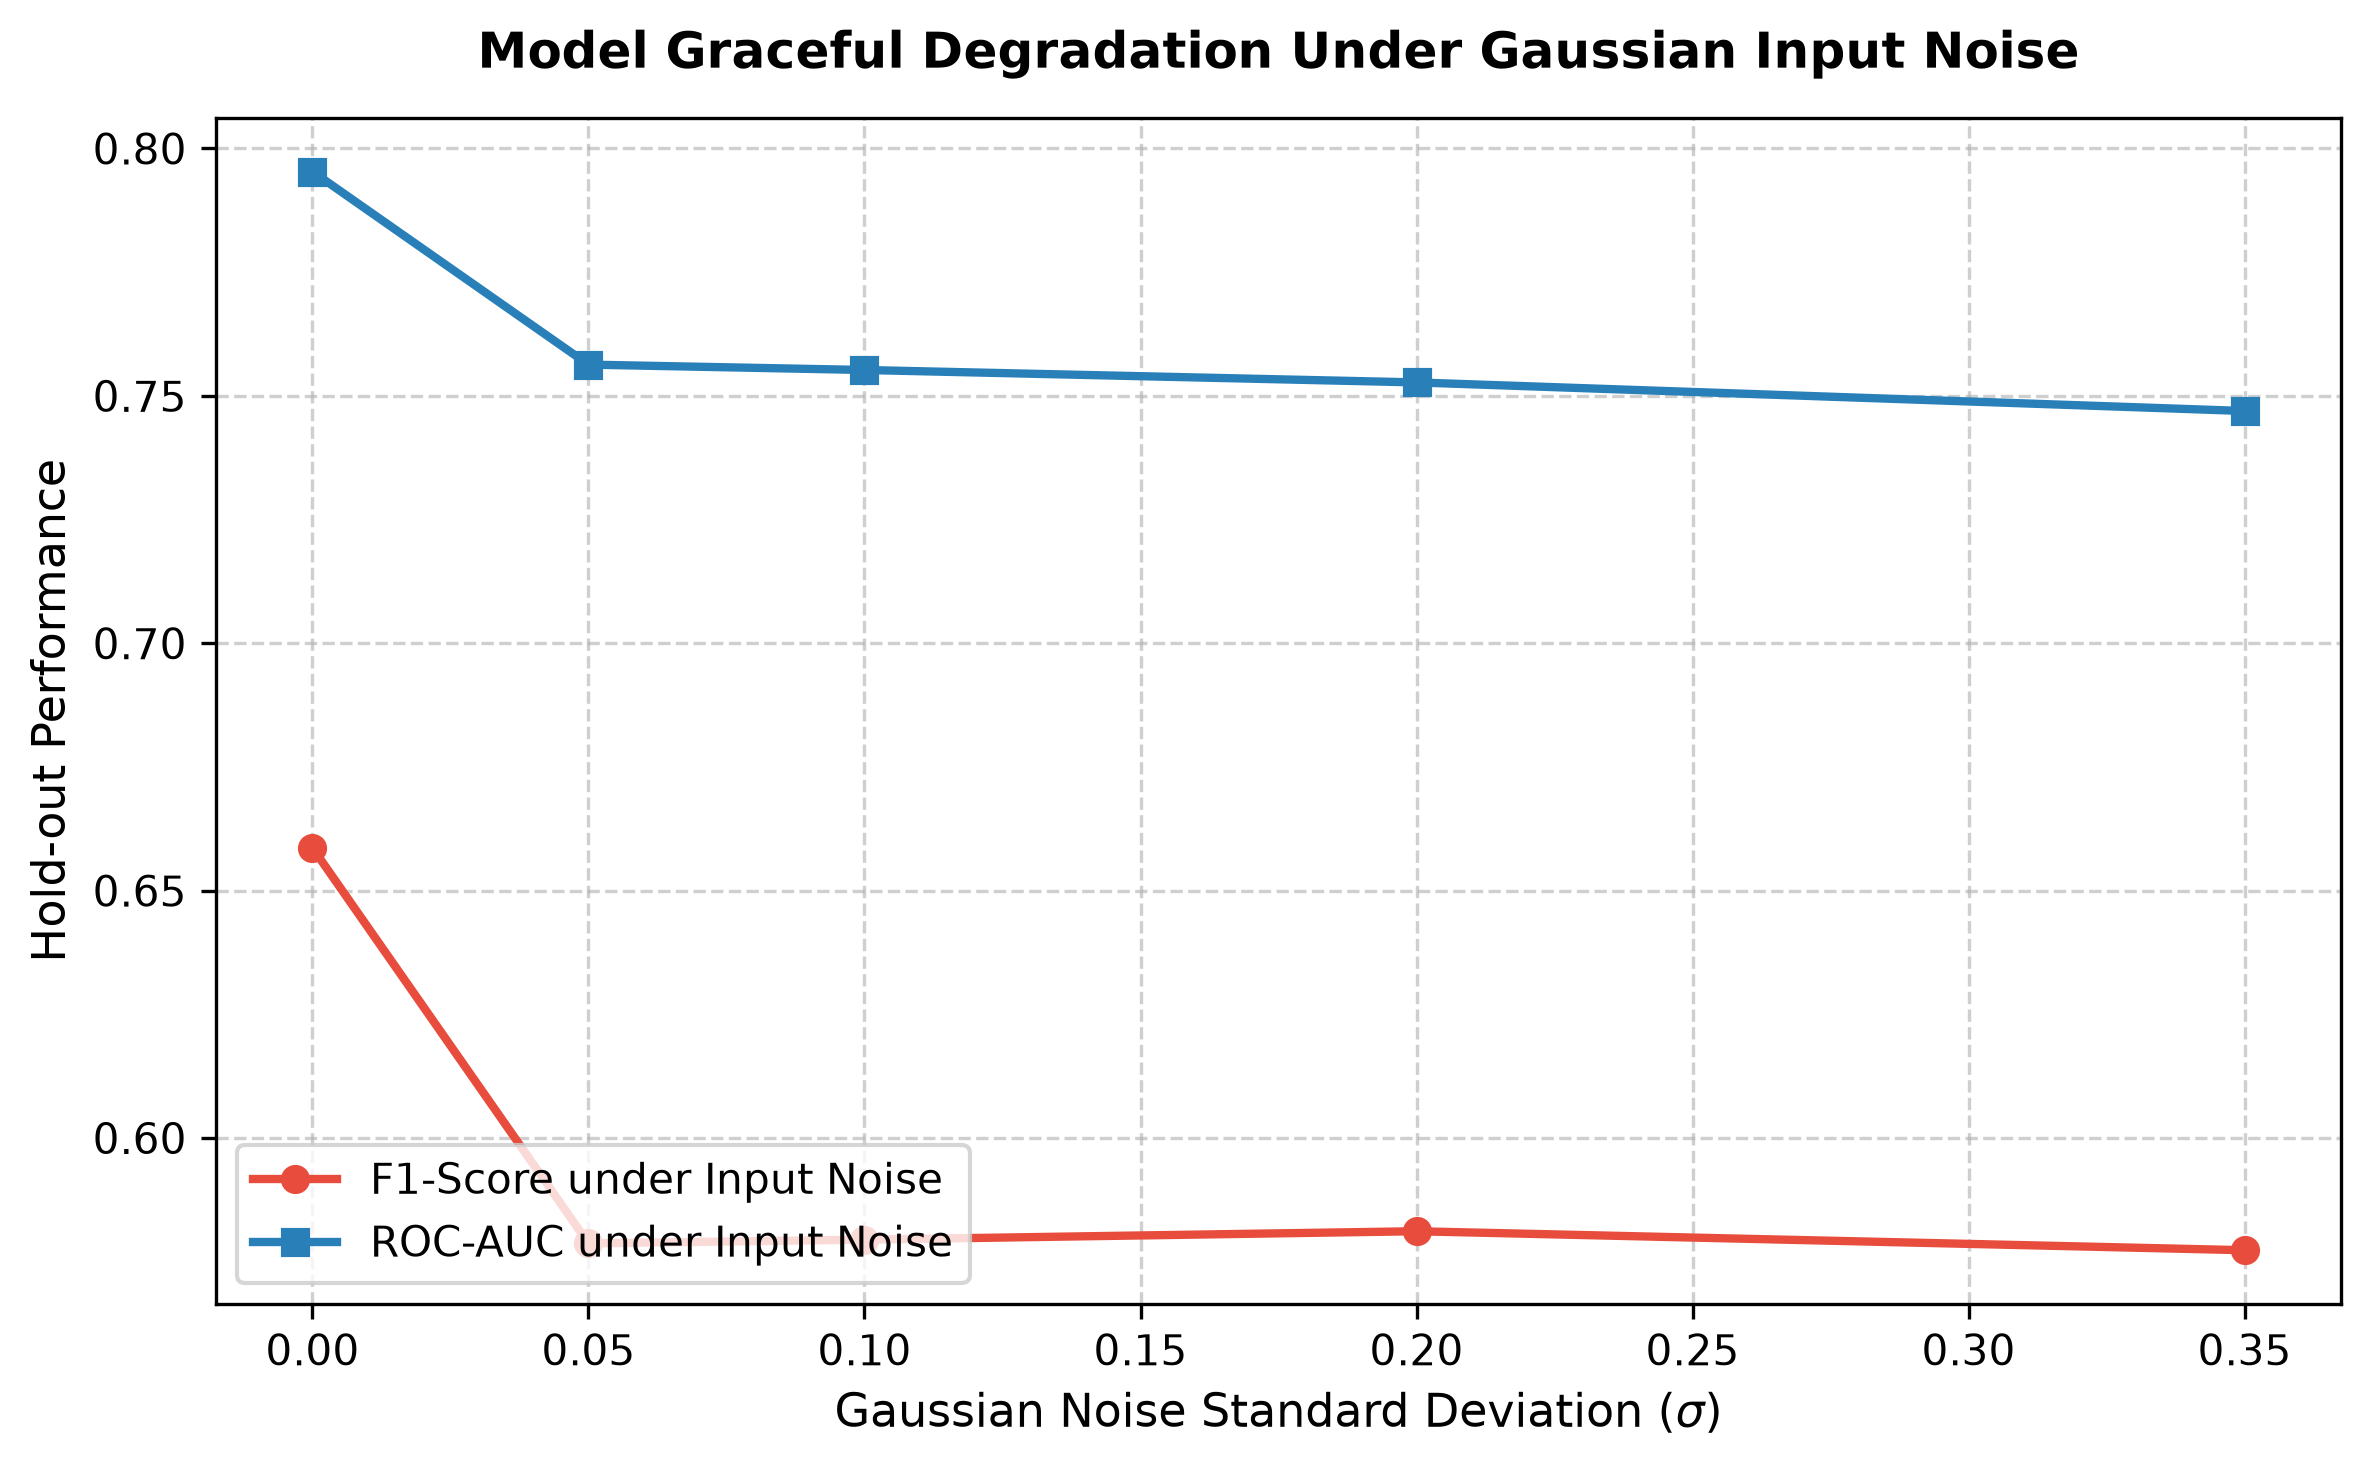 Model Graceful Degradation Under Gaussian Input Noise
Hold-out Performance
0.80
0.75
0.70
0.65
0.60
F1-Score under Input Noise
ROC-AUC under Input Noise
0.00 0.05 0.10 0.15 0.20 0.25 0.30 0.35
Gaussian Noise Standard Deviation (σ)